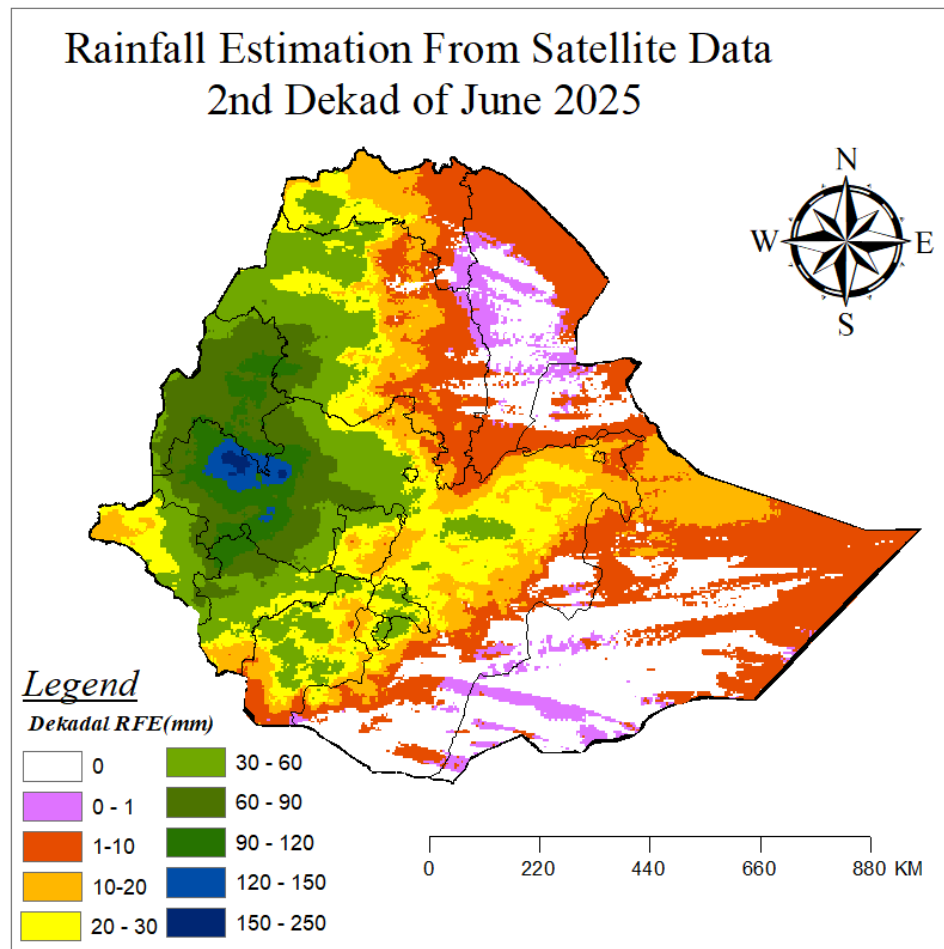 Rainfall Estimation From Satellite Data
2nd Dekad of June 2025
N
W
E
S
Legend
Dekadal RFE(mm)
0
0 - 1
1-10
10-20
20 - 30
30 - 60
60 - 90
90 - 120
120 - 150
150 - 250
0 220 440 660 880 KM